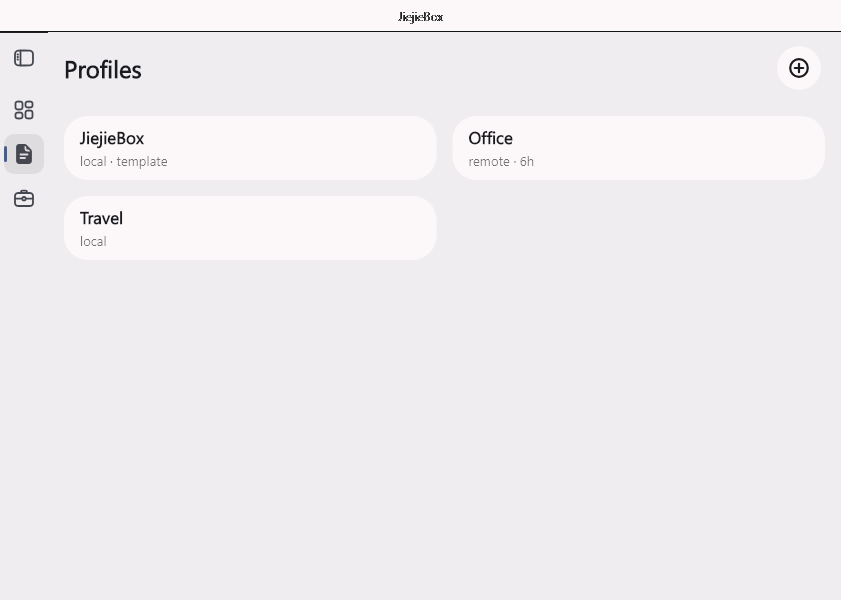 JiejieBox
Profiles
JiejieBox
local · template
Office
remote · 6h
Travel
local